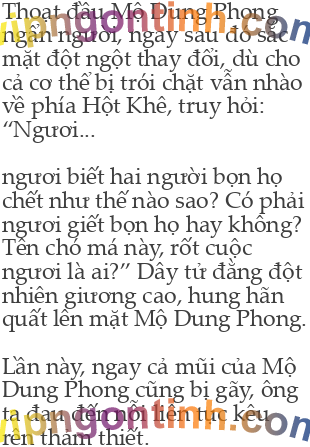 Thoạt đầu Mộ Dung Phong
ngẩn người, ngay sau đó sắc
mặt đột ngột thay đổi, dù cho
cả cơ thể bị trói chặt vẫn nhào
về phía Hột Khê, truy hỏi:
“Ngươi...
ngươi biết hai người bọn họ
chết như thế nào sao? Có phải
ngươi giết bọn họ hay không?
Tên chó má này, rốt cuộc
ngươi là ai?” Dây tử đằng đột
nhiên giương cao, hung hãn
quất lên mặt Mộ Dung Phong.
Lần này, ngay cả mũi của Mộ
Dung Phong cũng bị gãy, ông
ta đau đến nỗi liên tục kêu
rên thảm thiết.
vipngontinh.com
vipngontinh.com